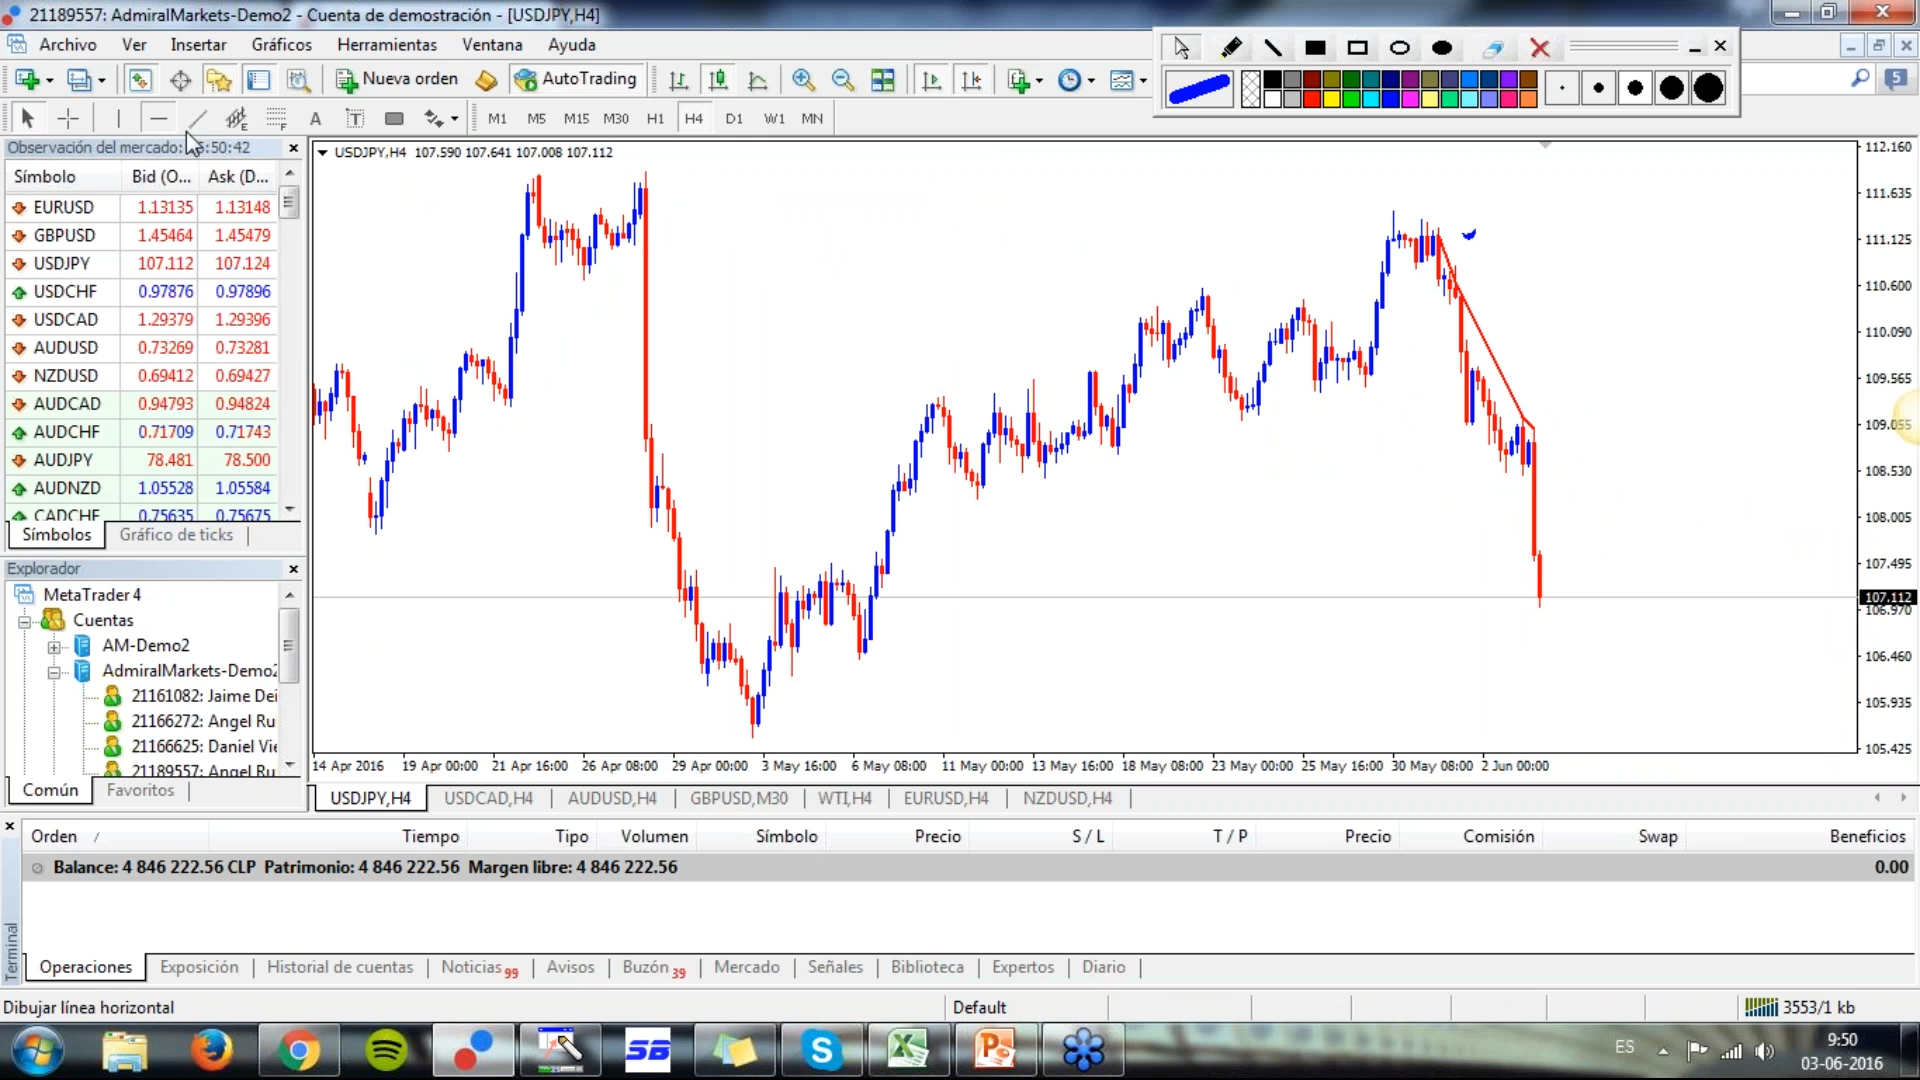 21189557: AdmiralMarkets-Demo2 - Cuenta de demostración - [USDJPY,H4]
Archivo Ver Insertar Gráficos Herramientas Ventana Ayuda
Nueva orden AutoTrading 5
E F A T M1 M5 M15 M30 H1 H4 D1 W1 MN
Observación del mercado: :50:42
Símbolo Bid (O... Ask (D...
EURUSD 1.13135 1.13148
GBPUSD 1.45464 1.45479
USDJPY 107.112 107.124
USDCHF 0.97876 0.97896
USDCAD 1.29379 1.29396
AUDUSD 0.73269 0.73281
NZDUSD 0.69412 0.69427
AUDCAD 0.94793 0.94824
AUDCHF 0.71709 0.71743
AUDJPY 78.481 78.500
AUDNZD 1.05528 1.05584
CADCHF 0.75635 0.75675
Símbolos Gráfico de ticks
Explorador
MetaTrader 4
Cuentas
AM-Demo2
AdmiralMarkets-Demo2
21161082: Jaime Dei
21166272: Angel Ru
21166625: Daniel Vie
21189557: Angel Ru
Común Favoritos
USDJPY,H4 107.590 107.641 107.008 107.112
112.160
111.635
111.125
110.600
110.090
109.565
109.055
108.530
108.005
107.495
107.112
106.970
106.460
105.935
105.425
14 Apr 2016 19 Apr 00:00 21 Apr 16:00 26 Apr 08:00 29 Apr 00:00 3 May 16:00 6 May 08:00 11 May 00:00 13 May 16:00 18 May 08:00 23 May 00:00 25 May 16:00 30 May 08:00 2 Jun 00:00
USDJPY,H4 USDCAD,H4 AUDUSD,H4 GBPUSD,M30 WTI,H4 EURUSD,H4 NZDUSD,H4
Orden / Tiempo Tipo Volumen Símbolo Precio S / L T / P Precio Comisión Swap Beneficios
Balance: 4 846 222.56 CLP Patrimonio: 4 846 222.56 Margen libre: 4 846 222.56 0.00
Terminal
Operaciones Exposición Historial de cuentas Noticias 99 Avisos Buzón 39 Mercado Señales Biblioteca Expertos Diario
Dibujar línea horizontal Default 3553/1 kb
SB S X P ES 9:50
03-06-2016